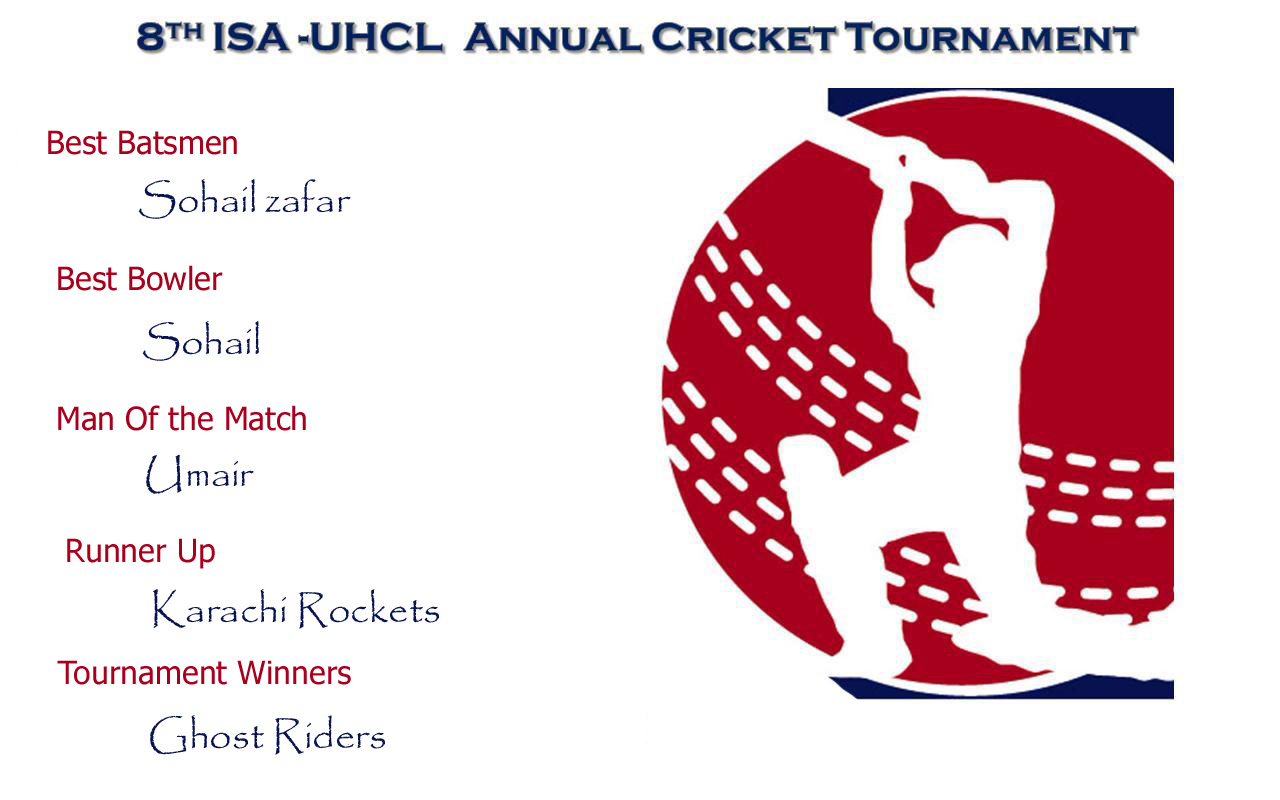 8TH ISA -UHCL ANNUAL CRICKET TOURNAMENT
Best Batsmen
Sohail zafar
Best Bowler
Sohail
Man Of the Match
Umair
Runner Up
Karachi Rockets
Tournament Winners
Ghost Riders